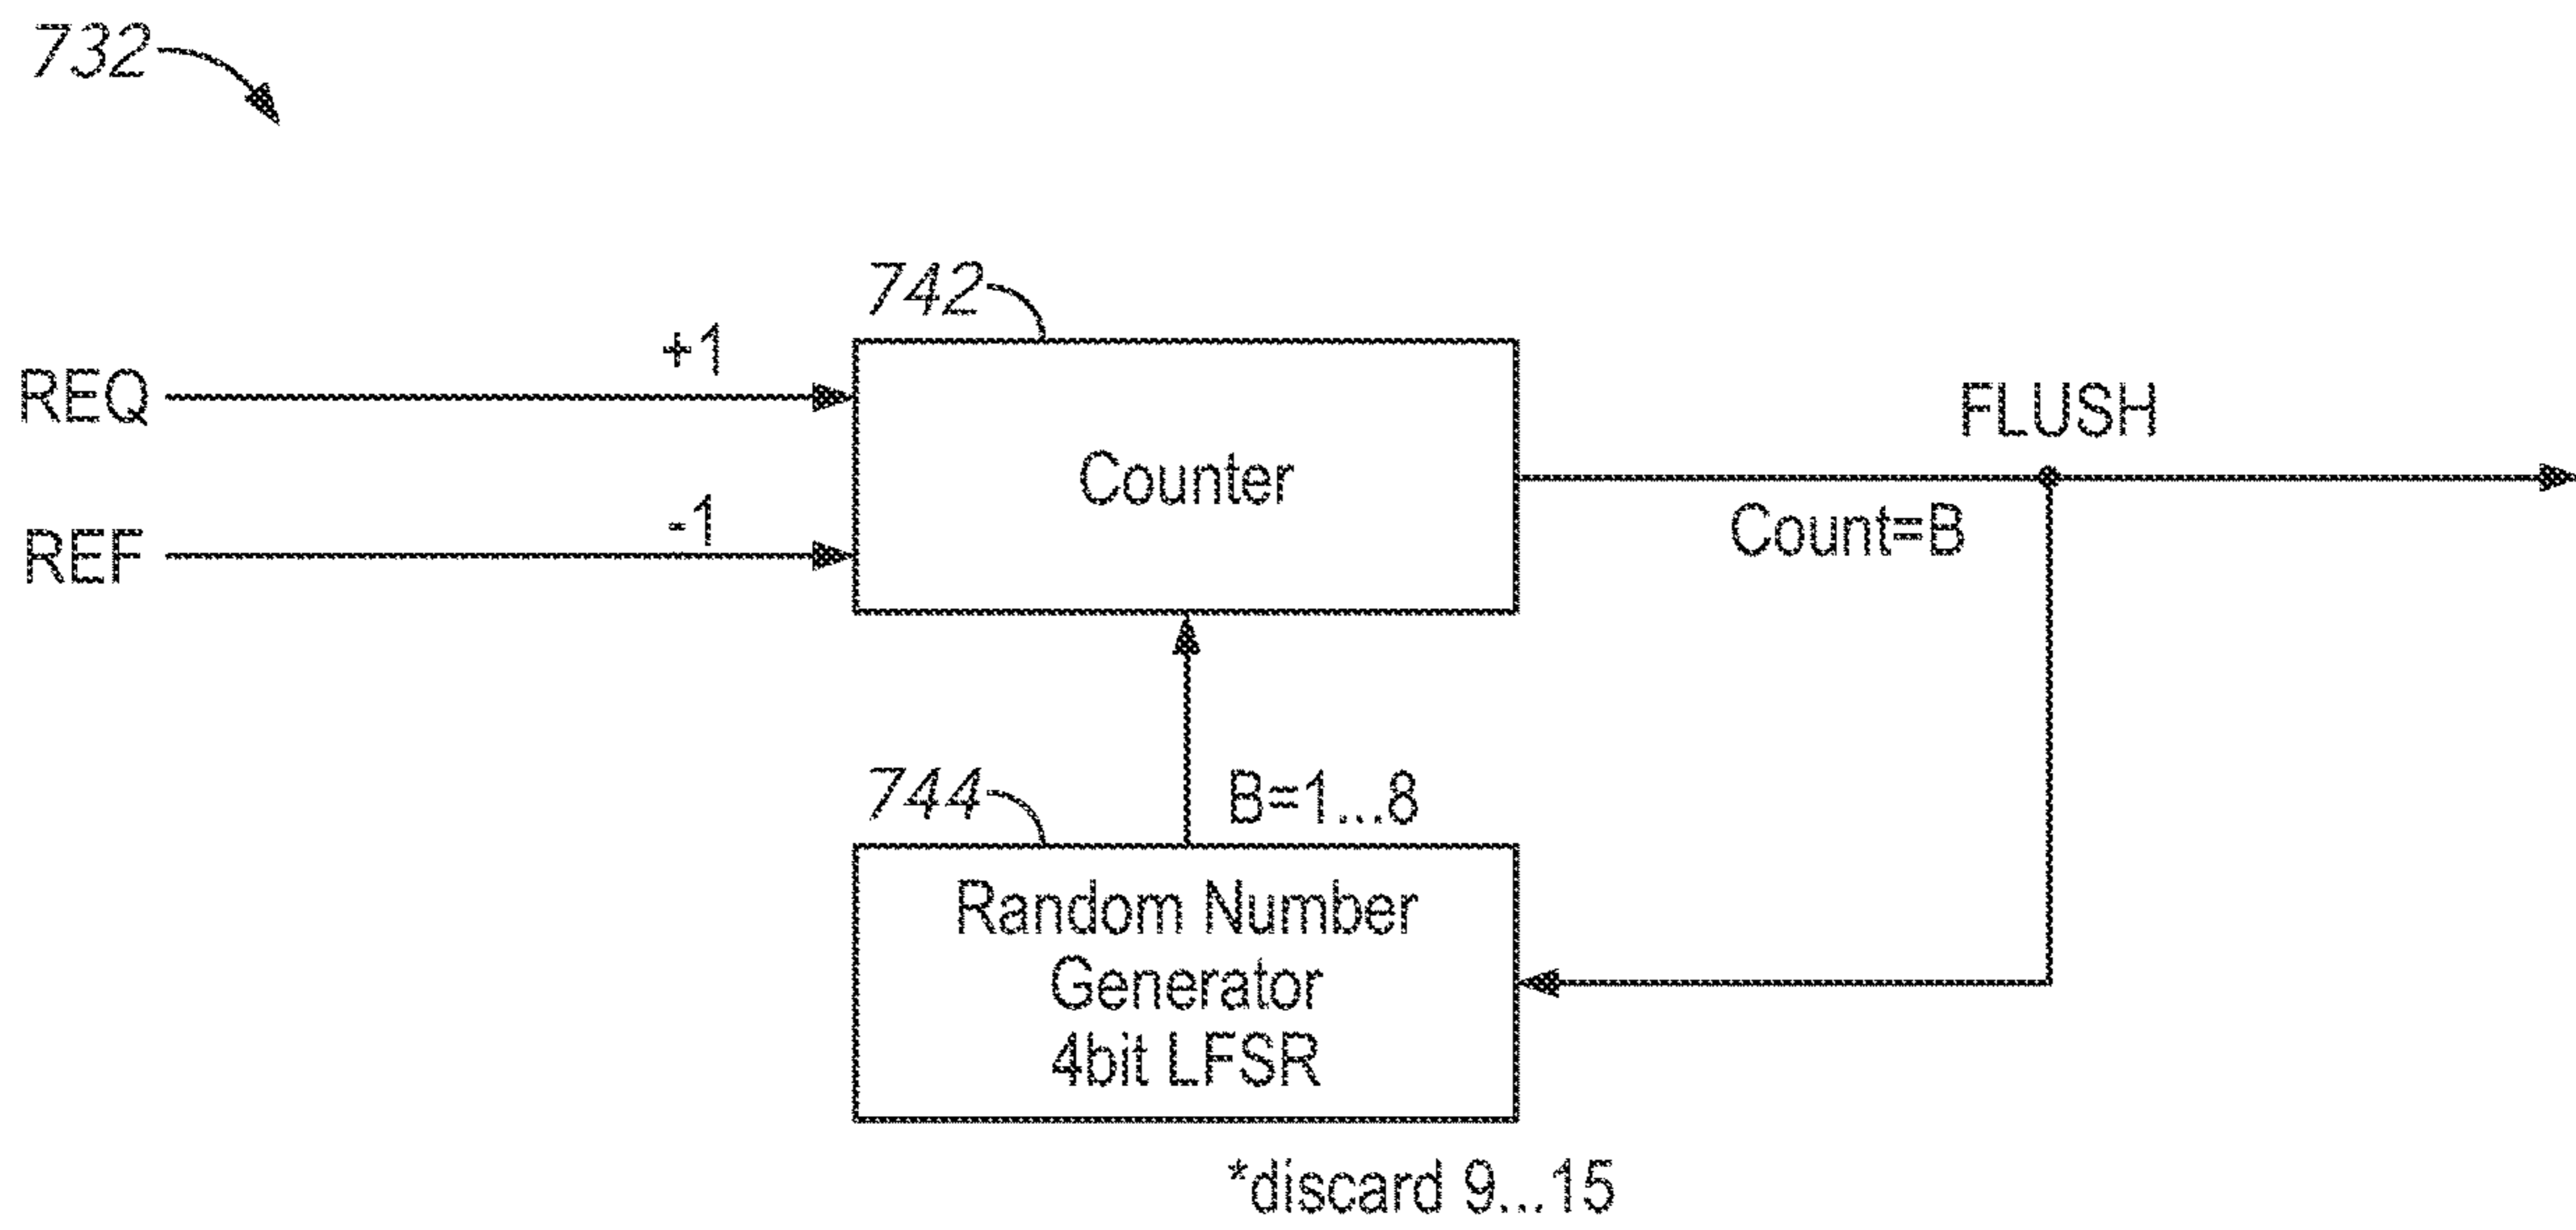 732
742
+1
REQ
Counter
FLUSH
-1
REF
Count=B
744
B=1...8
Random Number
Generator
4bit LFSR
*discard 9...15